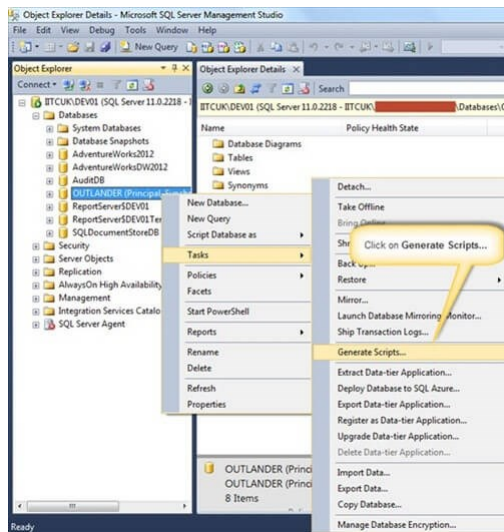 Object Explorer Details - Microsoft SQL Server Management Studio
File Edit View Debug Tools Window Help
New Query
Object Explorer
Connect
IITCUK\DEV01 (SQL Server 11.0.2218 -
Databases
System Databases
Database Snapshots
AdventureWorks2012
AdventureWorksDW2012
AuditDB
OUTLANDER (Principal,
ReportServer$DEV01
ReportServer$DEV01Ter
SQLDocumentStoreDB
Security
Server Objects
Replication
AlwaysOn High Availability
Management
Integration Services Catalo
SQL Server Agent
Object Explorer Details
Search
IITCUK\DEV01 (SQL Server 11.0.2218 - IITCUK\
\Databases\
Name Policy Health State
Database Diagrams
Tables
Views
Synonyms
New Database...
New Query
Script Database as
Tasks
Policies
Facets
Start PowerShell
Reports
Rename
Delete
Refresh
Properties
Detach...
Take Offline
Bring
Click on Generate Scripts...
Back
Restore
Mirror...
Launch Database Mirroring Monitor...
Ship Transaction Logs...
Generate Scripts...
Extract Data-tier Application...
Deploy Database to SQL Azure...
Export Data-tier Application...
Register as Data-tier Application...
Upgrade Data-tier Application...
Delete Data-tier Application...
Import Data...
Export Data...
Copy Database...
Manage Database Encryption...
OUTLANDER (Princi
OUTLANDER (Princi
8 Items
Ready